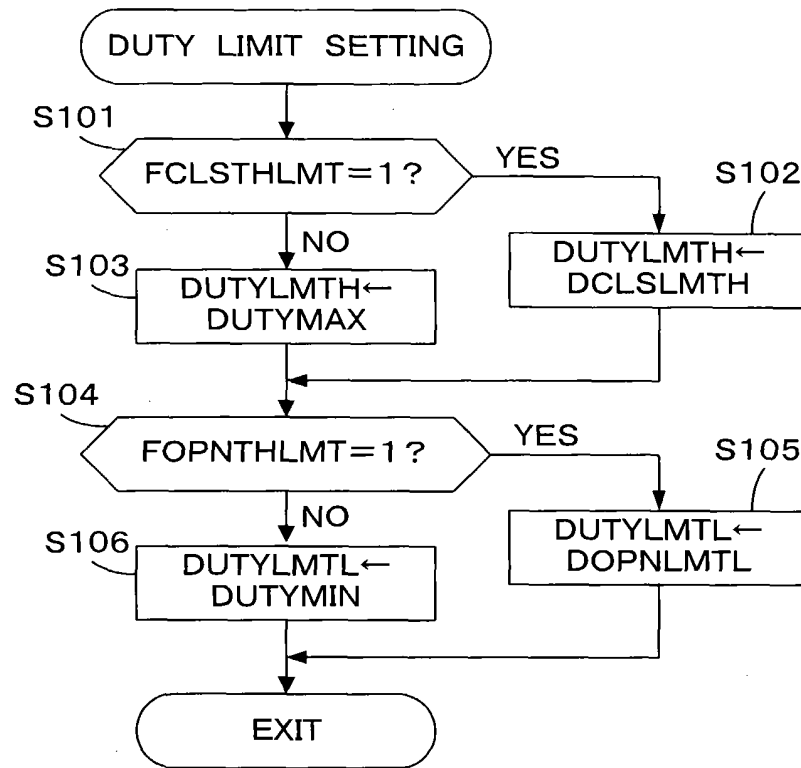 DUTY LIMIT SETTING
S101
FCLSTHLMT=1?
YES
S102
DUTYLMTH←
DCLSLMTH
NO
S103
DUTYLMTH←
DUTYMAX
S104
FOPNTHLMT=1?
YES
S105
DUTYLMTL←
DOPNLMTL
NO
S106
DUTYLMTL←
DUTYMIN
EXIT